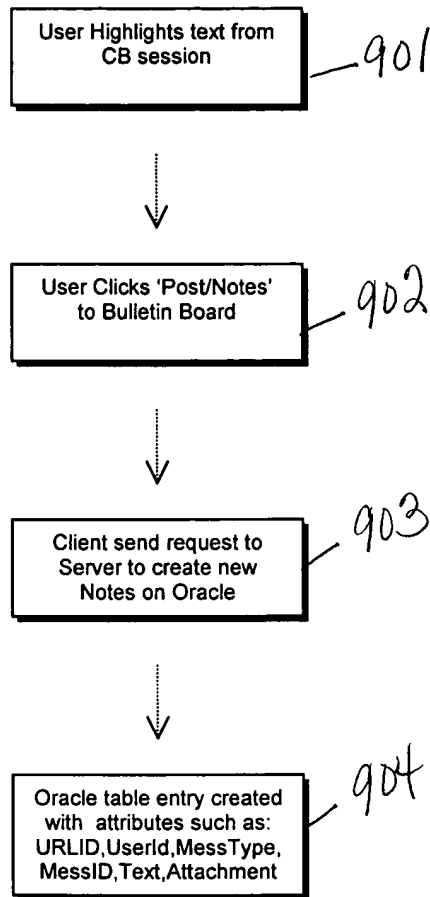 User Highlights text from
CB session
901
User Clicks 'Post/Notes'
to Bulletin Board
902
Client send request to
Server to create new
Notes on Oracle
903
Oracle table entry created
with attributes such as:
URLID,UserId,MessType,
MessID,Text,Attachment
904